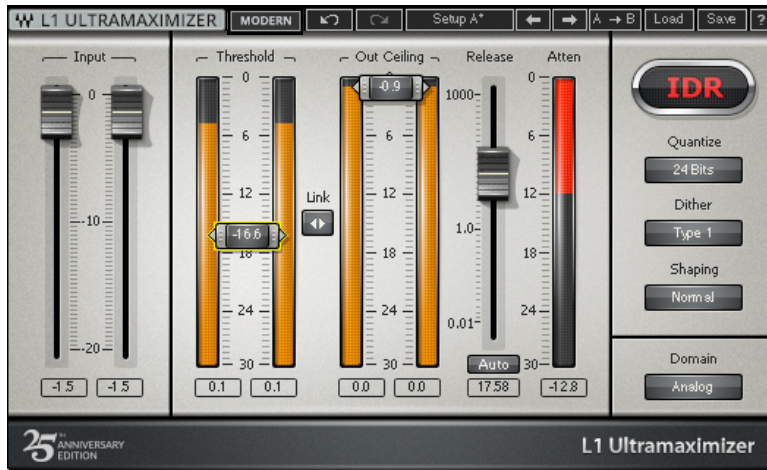 W L1 ULTRAMAXIMIZER MODERN Setup A* A → B Load Save ?
Input Threshold Out Ceiling Release Atten
0 0 0 1000 0
6 6 6
12 12 12
-10 1.0
18 18 18
24 24 24
-20 0.01
30 30 30
-0.9
-16.6
Link
Auto
-1.5 -1.5 0.1 0.1 0.0 0.0 17.58 -12.8
IDR
Quantize
24 Bits
Dither
Type 1
Shaping
Normal
Domain
Analog
25TH ANNIVERSARY
EDITION
L1 Ultramaximizer